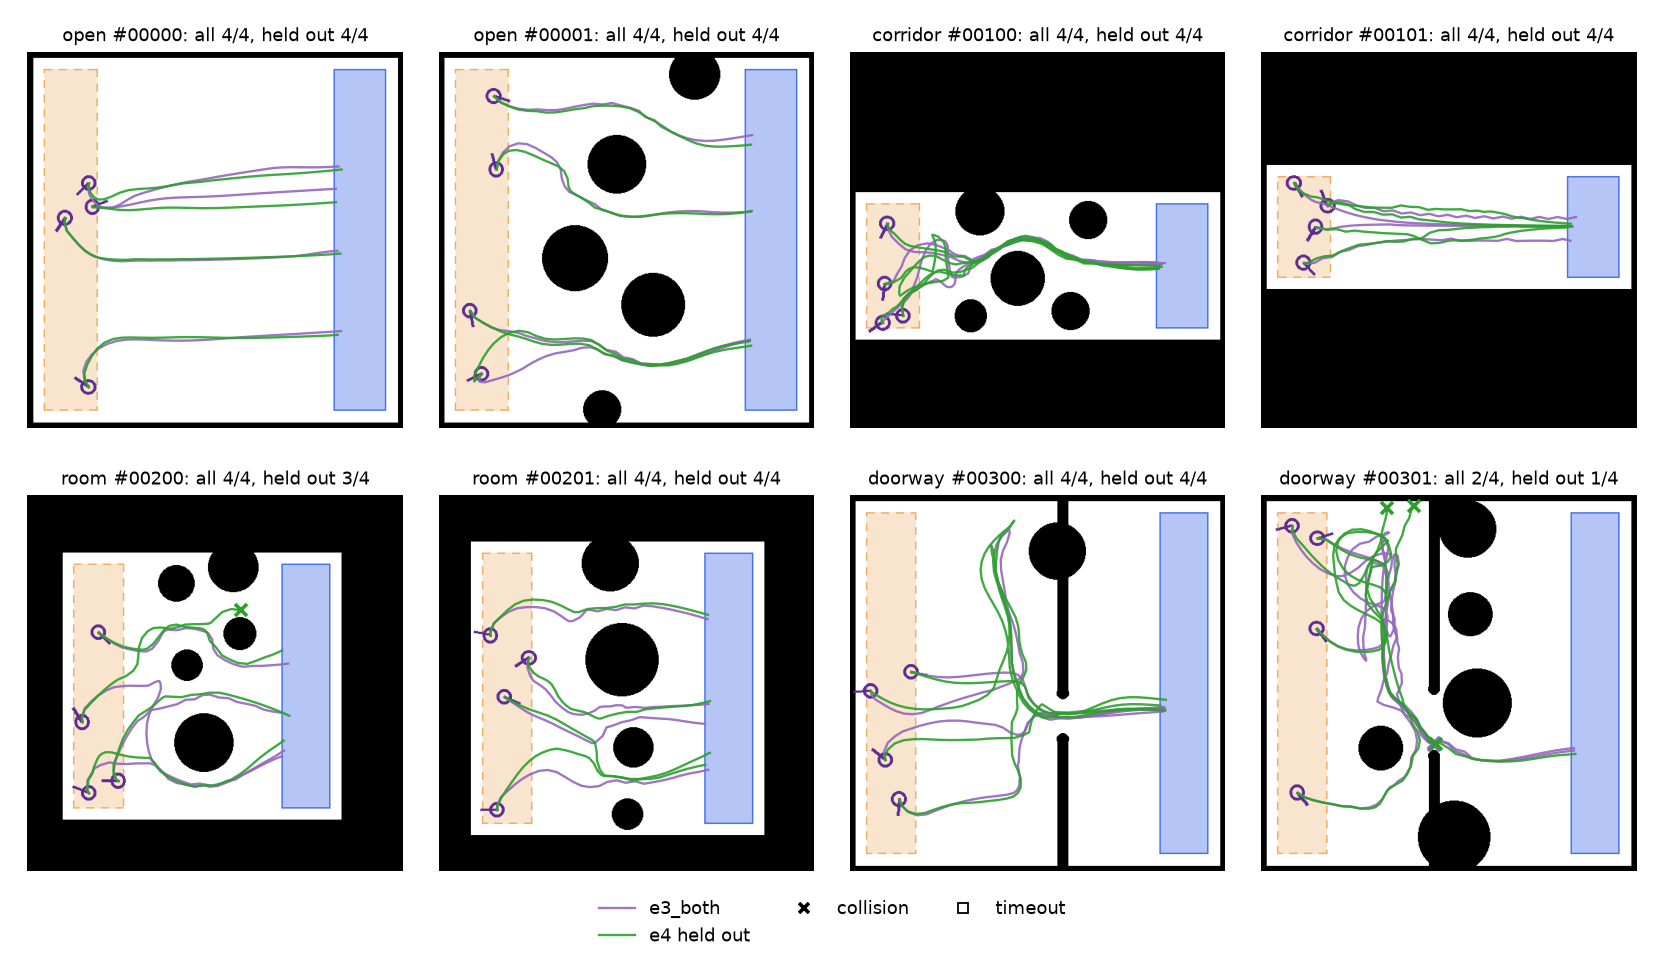 open #00000: all 4/4, held out 4/4
open #00001: all 4/4, held out 4/4
corridor #00100: all 4/4, held out 4/4
corridor #00101: all 4/4, held out 4/4
room #00200: all 4/4, held out 3/4
room #00201: all 4/4, held out 4/4
doorway #00300: all 4/4, held out 4/4
doorway #00301: all 2/4, held out 1/4
e3_both
collision
timeout
e4 held out